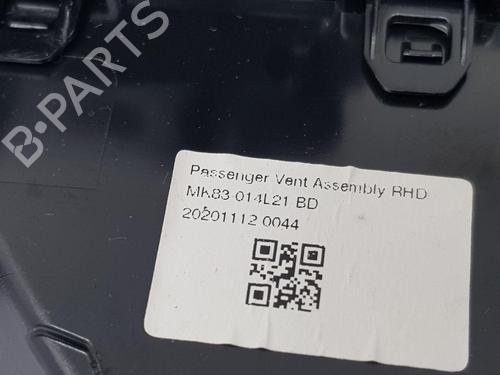 B-PARTS
Passenger Vent Assembly RHD
MK83 014L21 BD
20201112 0044